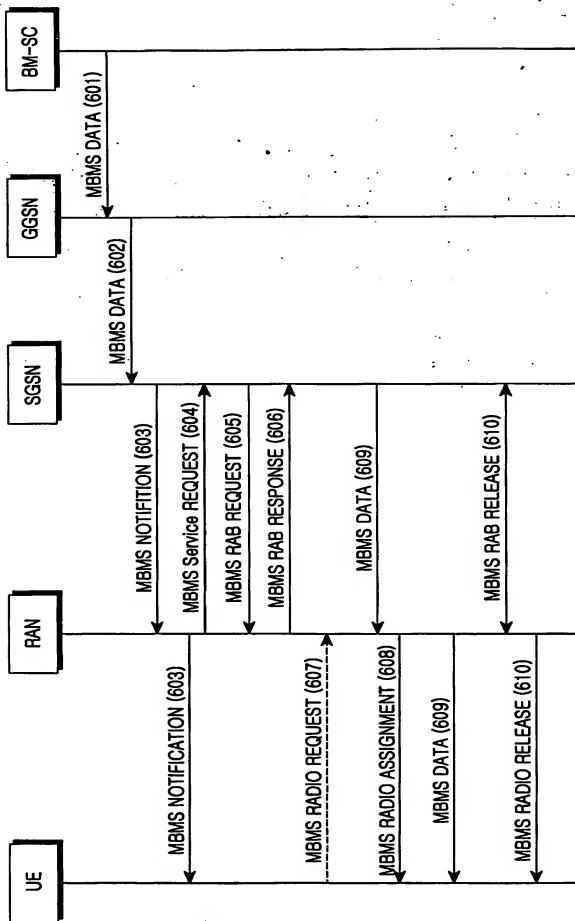 UE
RAN
SGSN
GGSN
BM-SC
MBMS DATA (601)
MBMS DATA (602)
MBMS NOTIFITION (603)
MBMS NOTIFICATION (603)
MBMS Service REQUEST (604)
MBMS RAB REQUEST (605)
MBMS RAB RESPONSE (606)
MBMS RADIO REQUEST (607)
MBMS RADIO ASSIGNMENT (608)
MBMS DATA (609)
MBMS DATA (609)
MBMS RAB RELEASE (610)
MBMS RADIO RELEASE (610)